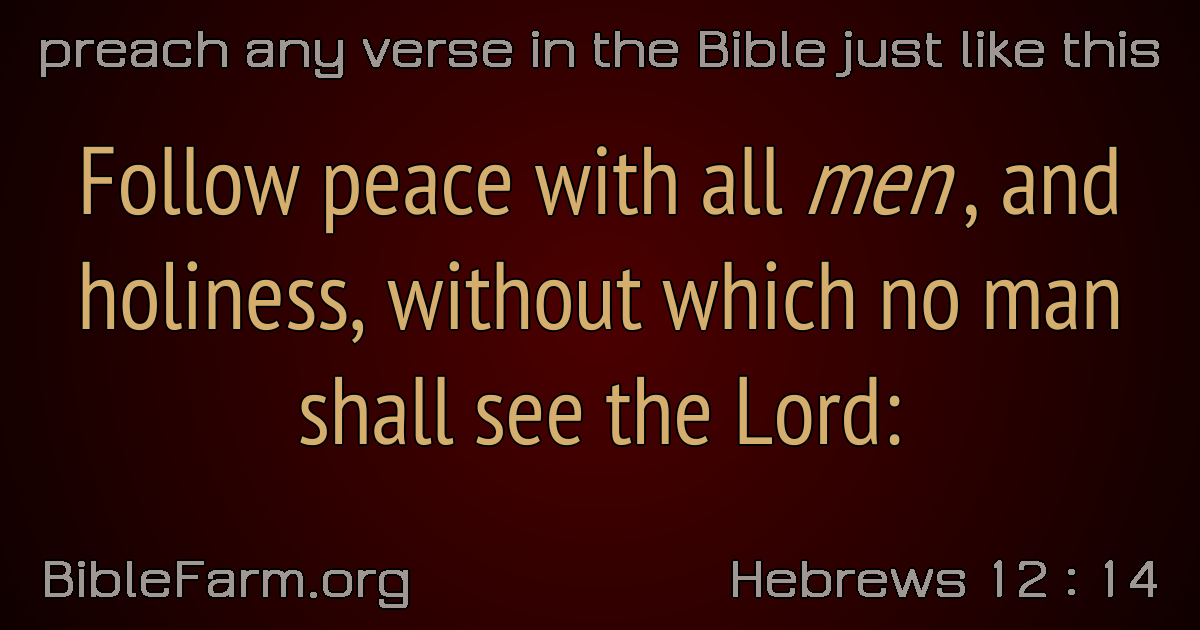 preach any verse in the Bible just like this
Follow peace with all men, and
holiness, without which no man
shall see the Lord:
BibleFarm.org
Hebrews 12 : 14